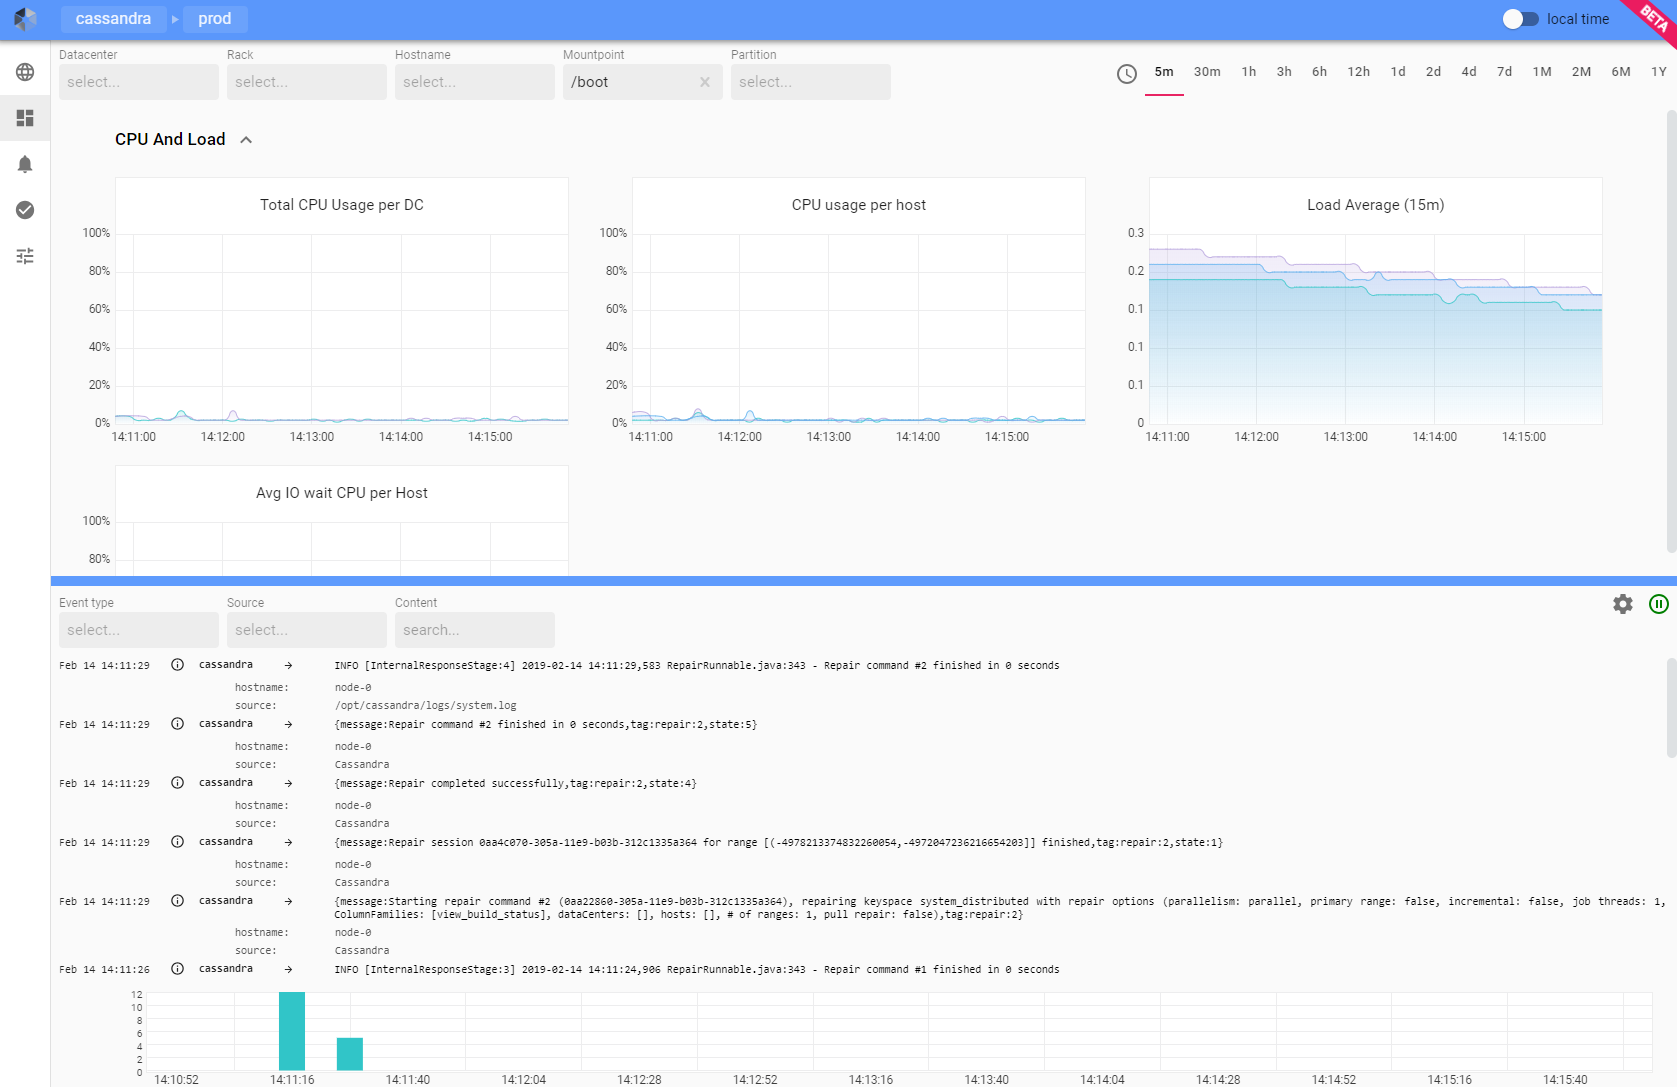 cassandra ▸ prod
local time
BETA
Datacenter Rack Hostname Mountpoint Partition
select... select... select... /boot × select...
5m 30m 1h 3h 6h 12h 1d 2d 4d 7d 1M 2M 6M 1Y
CPU And Load
Total CPU Usage per DC
100%
80%
60%
40%
20%
0%
14:11:00 14:12:00 14:13:00 14:14:00 14:15:00
CPU usage per host
100%
80%
60%
40%
20%
0%
14:11:00 14:12:00 14:13:00 14:14:00 14:15:00
Load Average (15m)
0.3
0.2
0.1
0.1
0.1
0
14:11:00 14:12:00 14:13:00 14:14:00 14:15:00
Avg IO wait CPU per Host
100%
80%
Event type Source Content
select... select... search...
Feb 14 14:11:29 cassandra → INFO [InternalResponseStage:4] 2019-02-14 14:11:29,583 RepairRunnable.java:343 - Repair command #2 finished in 0 seconds
hostname: node-0
source: /opt/cassandra/logs/system.log
Feb 14 14:11:29 cassandra → {message:Repair command #2 finished in 0 seconds,tag:repair:2,state:5}
hostname: node-0
source: Cassandra
Feb 14 14:11:29 cassandra → {message:Repair completed successfully,tag:repair:2,state:4}
hostname: node-0
source: Cassandra
Feb 14 14:11:29 cassandra → {message:Repair session 0aa4c070-305a-11e9-b03b-312c1335a364 for range [(-4978213374832260054,-4972047236216654203]] finished,tag:repair:2,state:1}
hostname: node-0
source: Cassandra
Feb 14 14:11:29 cassandra → {message:Starting repair command #2 (0aa22860-305a-11e9-b03b-312c1335a364), repairing keyspace system_distributed with repair options (parallelism: parallel, primary range: false, incremental: false, job threads: 1,
ColumnFamilies: [view_build_status], dataCenters: [], hosts: [], # of ranges: 1, pull repair: false),tag:repair:2}
hostname: node-0
source: Cassandra
Feb 14 14:11:26 cassandra → INFO [InternalResponseStage:3] 2019-02-14 14:11:24,906 RepairRunnable.java:343 - Repair command #1 finished in 0 seconds
12
10
8
6
4
2
0
14:10:52 14:11:16 14:11:40 14:12:04 14:12:28 14:12:52 14:13:16 14:13:40 14:14:04 14:14:28 14:14:52 14:15:16 14:15:40